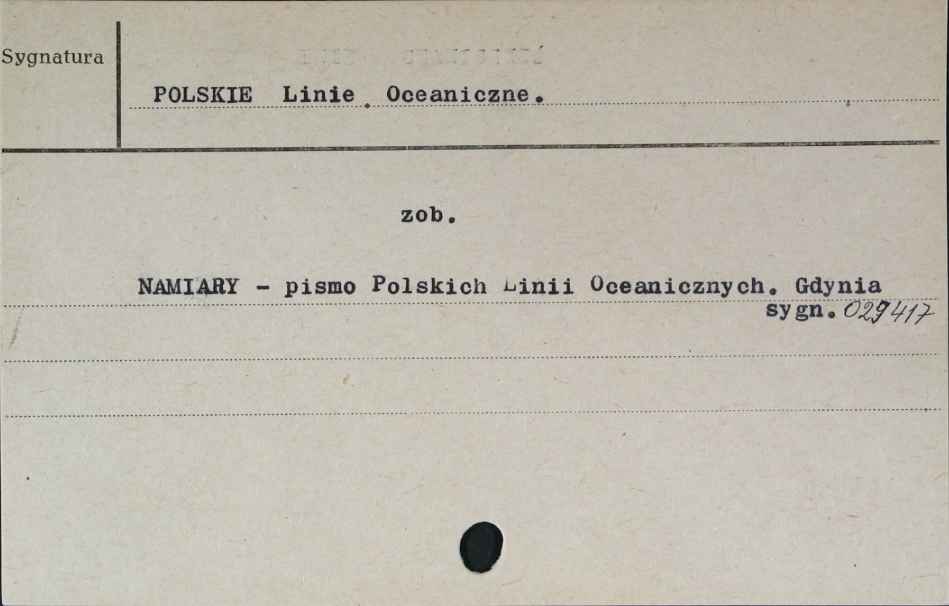 Sygnatura
POLSKIE Linie Oceaniczne.
zob.
NAMIARY - pismo Polskich Linii Oceanicznych. Gdynia
sygn. 029417